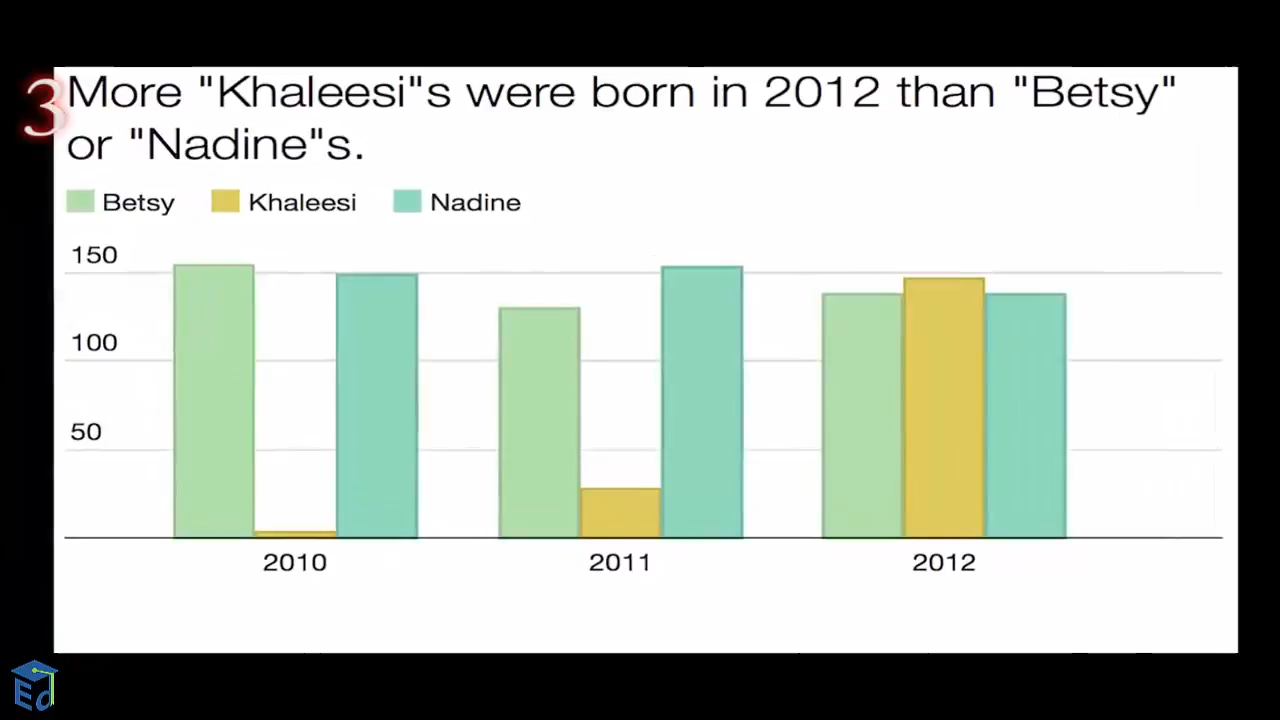 3
More "Khaleesi"s were born in 2012 than "Betsy"
or "Nadine"s.
Betsy Khaleesi Nadine
150
100
50
2010 2011 2012
Ed